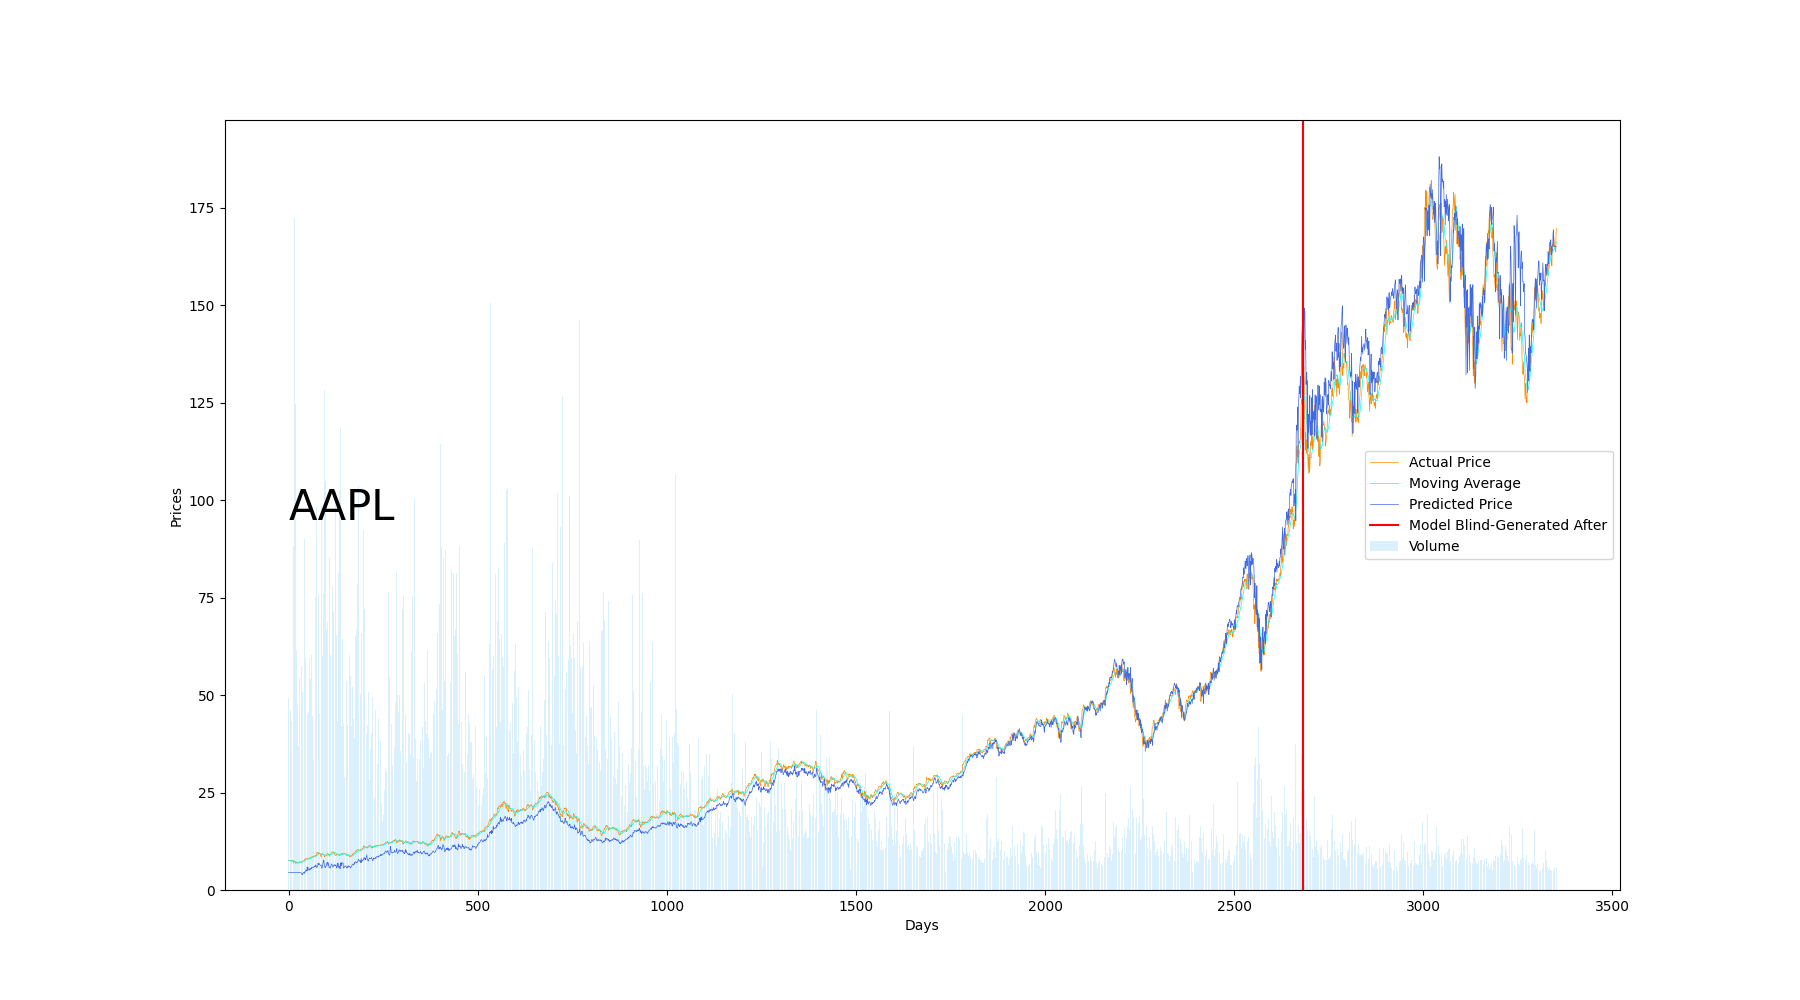 175
150
125
100
75
50
25
0
Prices
AAPL
Actual Price
Moving Average
Predicted Price
Model Blind-Generated After
Volume
0 500 1000 1500 2000 2500 3000 3500
Days